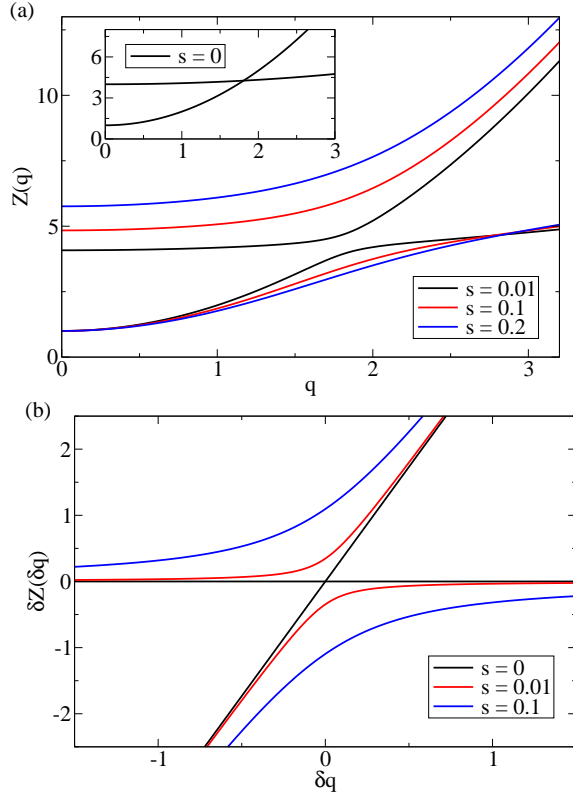 (a)
Z(q)
10
5
0
0
1
2
3
q
6
3
0
0
1
2
3
s = 0
s = 0.01
s = 0.1
s = 0.2
(b)
δZ(δq)
2
1
0
-1
-2
-1
0
1
δq
s = 0
s = 0.01
s = 0.1